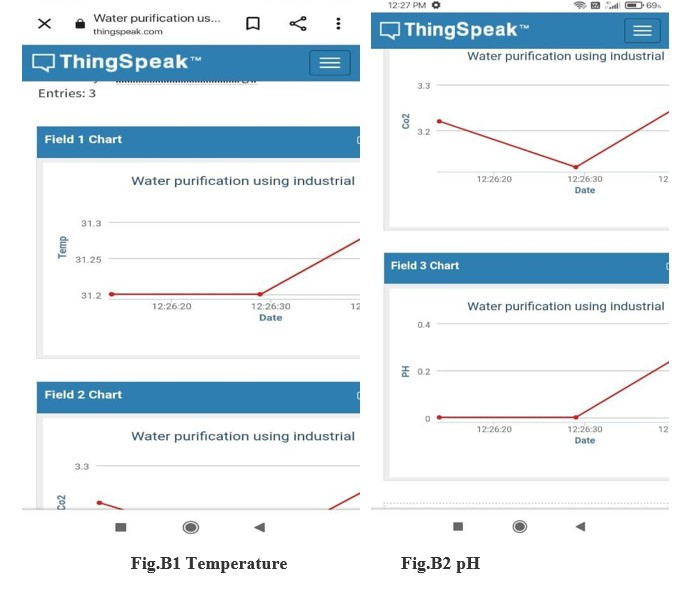 Water purification us...
thingspeak.com
ThingSpeak™
Entries: 3
Field 1 Chart
Water purification using industrial
Temp
31.3
31.25
31.2
12:26:20
12:26:30
12
Date
Field 2 Chart
Water purification using industrial
3.3
Co2
Fig.B1 Temperature
12:27 PM
69
ThingSpeak™
Water purification using industrial
Co2
3.3
3.2
12:26:20
12:26:30
12
Date
Field 3 Chart
Water purification using industrial
PH
0.4
0.2
0
12:26:20
12:26:30
12
Date
Fig.B2 pH